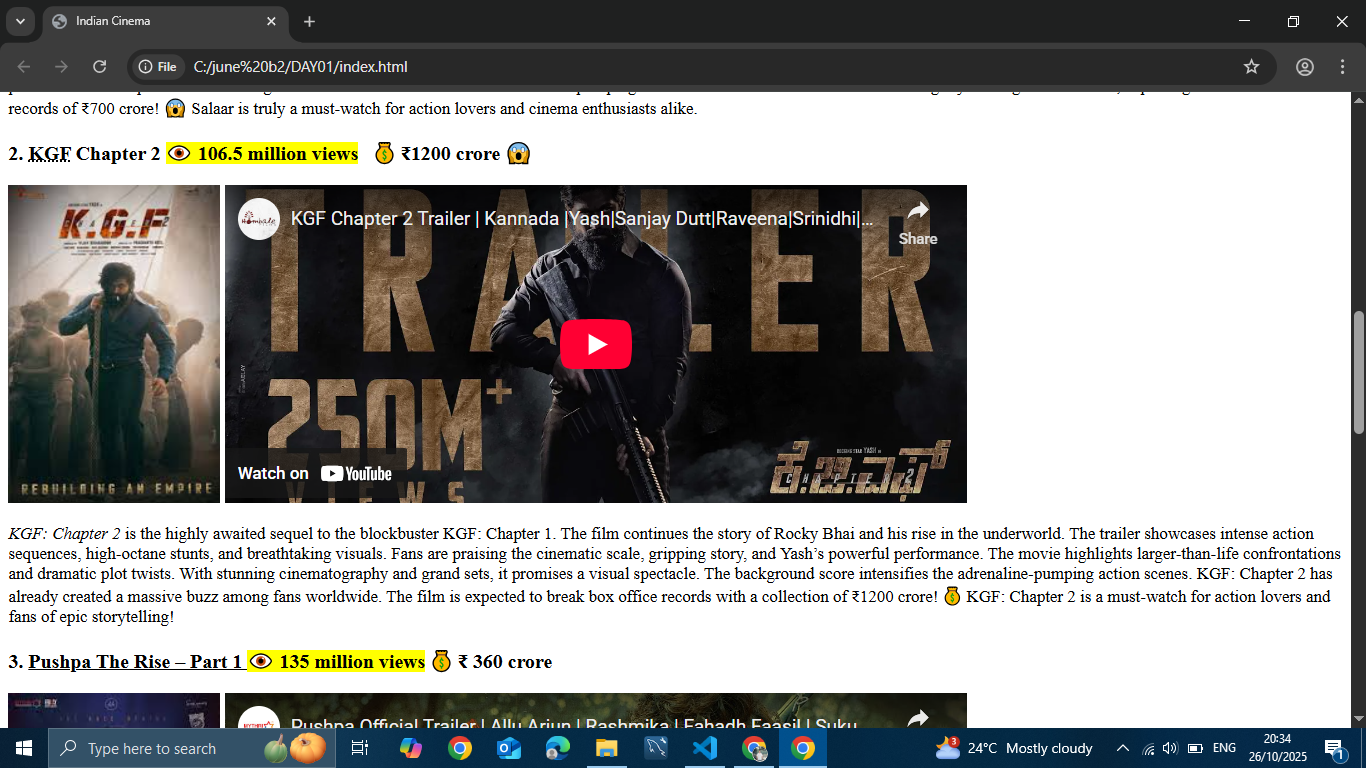 Indian Cinema
File
C:/june%20b2/DAY01/index.html
records of ₹700 crore! 😱 Salaar is truly a must-watch for action lovers and cinema enthusiasts alike.
2. KGF Chapter 2 👁️ 106.5 million views 💰 ₹1200 crore 😱
K.G.F 2
REBUILDING AN EMPIRE
KGF Chapter 2 Trailer | Kannada |Yash|Sanjay Dutt|Raveena|Srinidhi|...
Share
TRAILER
250M+
VIEWS
Watch on YouTube
ಕೆ.ಜಿ.ಎಫ್
CHAPTER 2
KGF: Chapter 2 is the highly awaited sequel to the blockbuster KGF: Chapter 1. The film continues the story of Rocky Bhai and his rise in the underworld. The trailer showcases intense action
sequences, high-octane stunts, and breathtaking visuals. Fans are praising the cinematic scale, gripping story, and Yash’s powerful performance. The movie highlights larger-than-life confrontations
and dramatic plot twists. With stunning cinematography and grand sets, it promises a visual spectacle. The background score intensifies the adrenaline-pumping action scenes. KGF: Chapter 2 has
already created a massive buzz among fans worldwide. The film is expected to break box office records with a collection of ₹1200 crore! 💰 KGF: Chapter 2 is a must-watch for action lovers and
fans of epic storytelling!
3. Pushpa The Rise – Part 1 👁️ 135 million views 💰 ₹ 360 crore
Pushpa Official Trailer | Allu Arjun | Rashmika | Fahadh Faasil | Suku...
Type here to search
3
24°C Mostly cloudy
ENG
20:34
26/10/2025
1